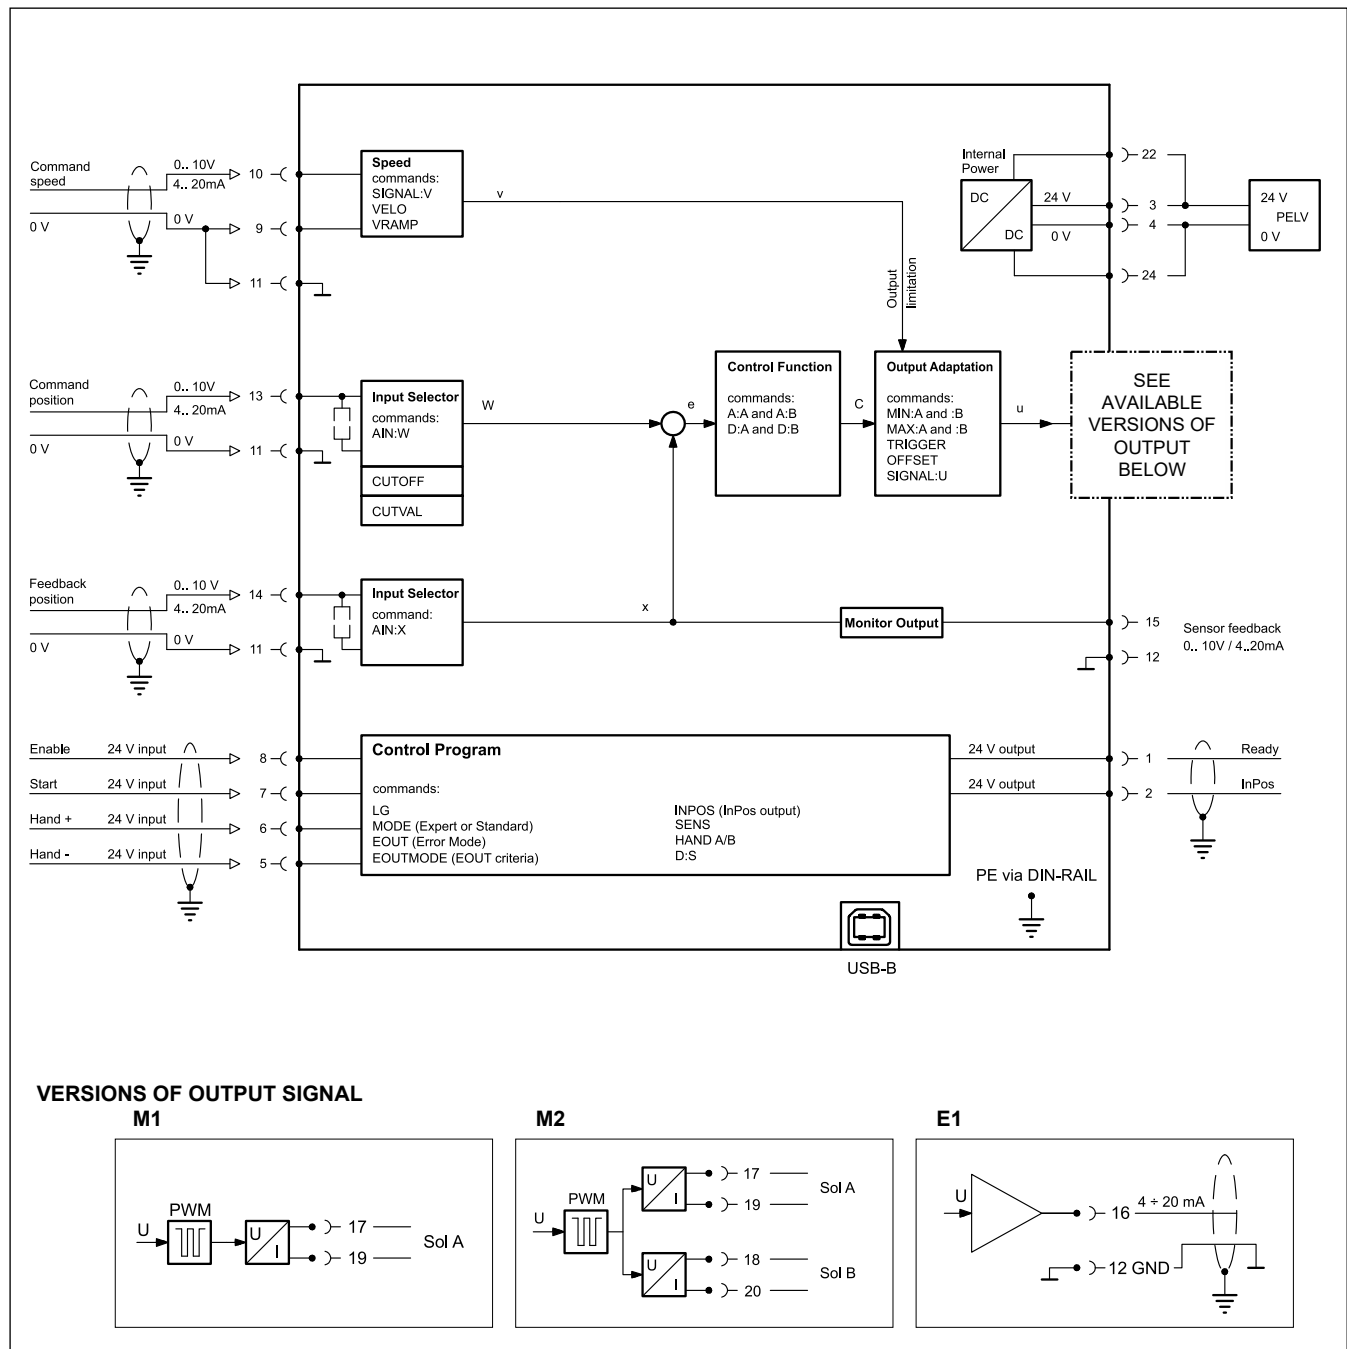 Command
speed
0.. 10V
4.. 20mA
10
0 V
0 V
9
11
Speed
commands:
SIGNAL:V
VELO
VRAMP
v
Output
limitation
Internal
Power
DC
DC
24 V
0 V
22
3
4
24
24 V
PELV
0 V
Command
position
0.. 10V
4.. 20mA
13
0 V
0 V
11
Input Selector
commands:
AIN:W
CUTOFF
CUTVAL
W
e
Control Function
commands:
A:A and A:B
D:A and D:B
C
Output Adaptation
commands:
MIN:A and :B
MAX:A and :B
TRIGGER
OFFSET
SIGNAL:U
u
SEE
AVAILABLE
VERSIONS OF
OUTPUT
BELOW
Feedback
position
0.. 10 V
4.. 20mA
14
0 V
0 V
11
Input Selector
command:
AIN:X
x
Monitor Output
15
12
Sensor feedback
0.. 10V / 4..20mA
Enable 24 V input 8
Start 24 V input 7
Hand + 24 V input 6
Hand - 24 V input 5
Control Program
commands:
LG
MODE (Expert or Standard)
EOUT (Error Mode)
EOUTMODE (EOUT criteria)
INPOS (InPos output)
SENS
HAND A/B
D:S
24 V output 1 Ready
24 V output 2 InPos
PE via DIN-RAIL
USB-B
VERSIONS OF OUTPUT SIGNAL
M1
U
PWM
U
I
17
19
Sol A
M2
U
PWM
U
I
17
19
Sol A
U
I
18
20
Sol B
E1
U
16
4 ÷ 20 mA
12 GND